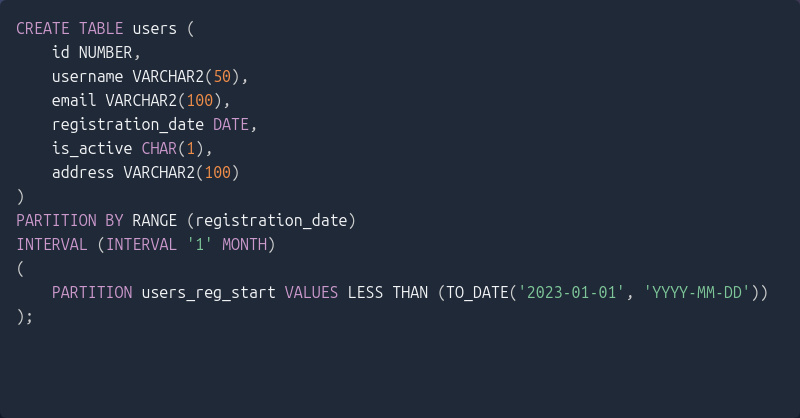 CREATE TABLE users (
    id NUMBER,
    username VARCHAR2(50),
    email VARCHAR2(100),
    registration_date DATE,
    is_active CHAR(1),
    address VARCHAR2(100)
)
PARTITION BY RANGE (registration_date)
INTERVAL (INTERVAL '1' MONTH)
(
    PARTITION users_reg_start VALUES LESS THAN (TO_DATE('2023-01-01', 'YYYY-MM-DD'))
);